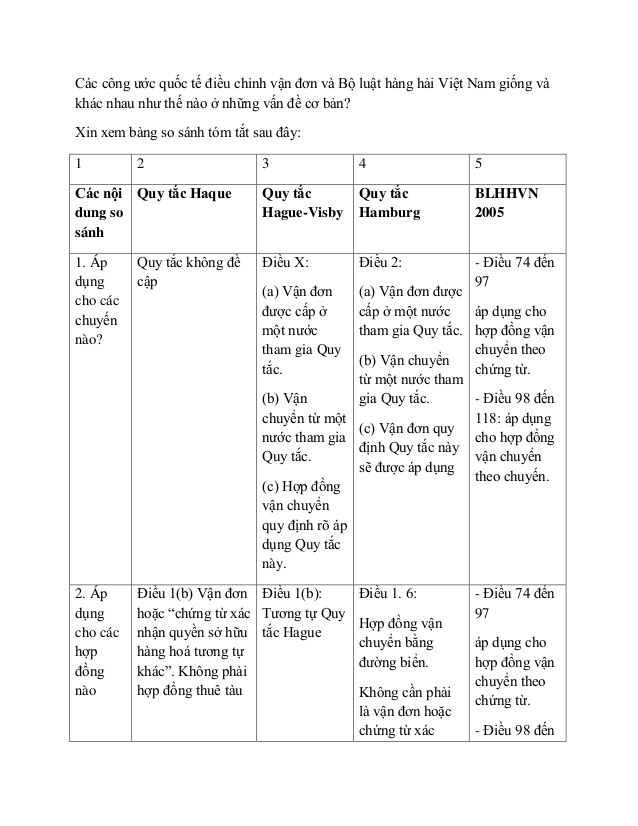 Các công ước quốc tế điều chỉnh vận đơn và Bộ luật hàng hải Việt Nam giống và
khác nhau như thế nào ở những vấn đề cơ bản?
Xin xem bảng so sánh tóm tắt sau đây:
1 2 3 4 5
Các nội
dung so
sánh
Quy tắc Haque
Quy tắc
Hague-Visby
Quy tắc
Hamburg
BLHHVN
2005
1. Áp
dụng
cho các
chuyến
nào?
Quy tắc không đề
cập
Điều X:
(a) Vận đơn
được cấp ở
một nước
tham gia Quy
tắc.
(b) Vận
chuyển từ một
nước tham gia
Quy tắc.
(c) Hợp đồng
vận chuyển
quy định rõ áp
dụng Quy tắc
này.
Điều 2:
(a) Vận đơn được
cấp ở một nước
tham gia Quy tắc.
(b) Vận chuyển
từ một nước tham
gia Quy tắc.
(c) Vận đơn quy
định Quy tắc này
sẽ được áp dụng
- Điều 74 đến
97
áp dụng cho
hợp đồng vận
chuyển theo
chứng từ.
- Điều 98 đến
118: áp dụng
cho hợp đồng
vận chuyển
theo chuyến.
2. Áp
dụng
cho các
hợp
đồng
nào
Điều 1(b) Vận đơn
hoặc “chứng từ xác
nhận quyền sở hữu
hàng hoá tương tự
khác”. Không phải
hợp đồng thuê tàu
Điều 1(b):
Tương tự Quy
tắc Hague
Điều 1. 6:
Hợp đồng vận
chuyển bằng
đường biển.
Không cần phải
là vận đơn hoặc
chứng từ xác
- Điều 74 đến
97
áp dụng cho
hợp đồng vận
chuyển theo
chứng từ.
- Điều 98 đến